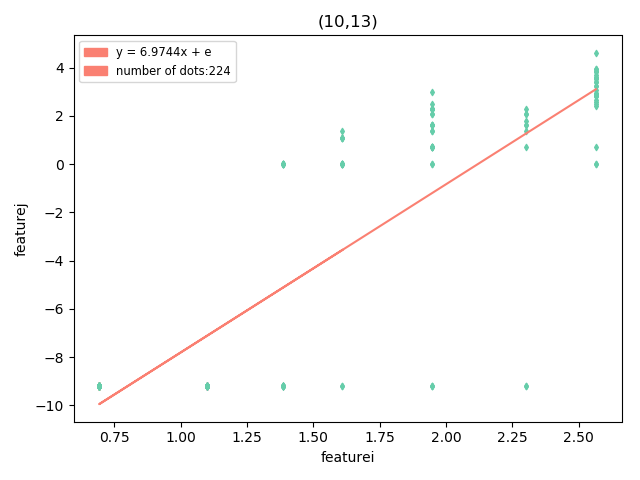 (10,13)
y = 6.9744x + e
number of dots:224
4
2
0
−2
−4
−6
−8
−10
featurej
0.75 1.00 1.25 1.50 1.75 2.00 2.25 2.50
featurei